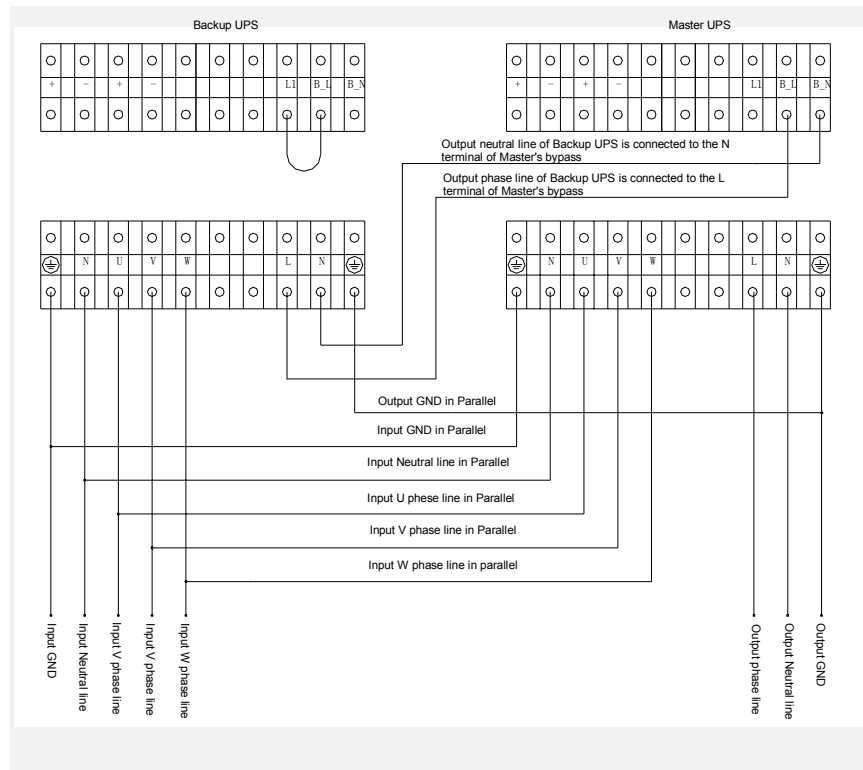 Backup UPS
Master UPS
+ - + - L1 B_L B_N
+ - + - L1 B_L B_N
Output neutral line of Backup UPS is connected to the N
terminal of Master's bypass
Output phase line of Backup UPS is connected to the L
terminal of Master's bypass
N U V W L N
N U V W L N
Output GND in Parallel
Input GND in Parallel
Input Neutral line in Parallel
Input U phese line in Parallel
Input V phase line in Parallel
Input W phase line in parallel
Input GND
Input Neutral line
Input V phase line
Input V phase line
Input W phase line
Output phase line
Output Neutral line
Output GND